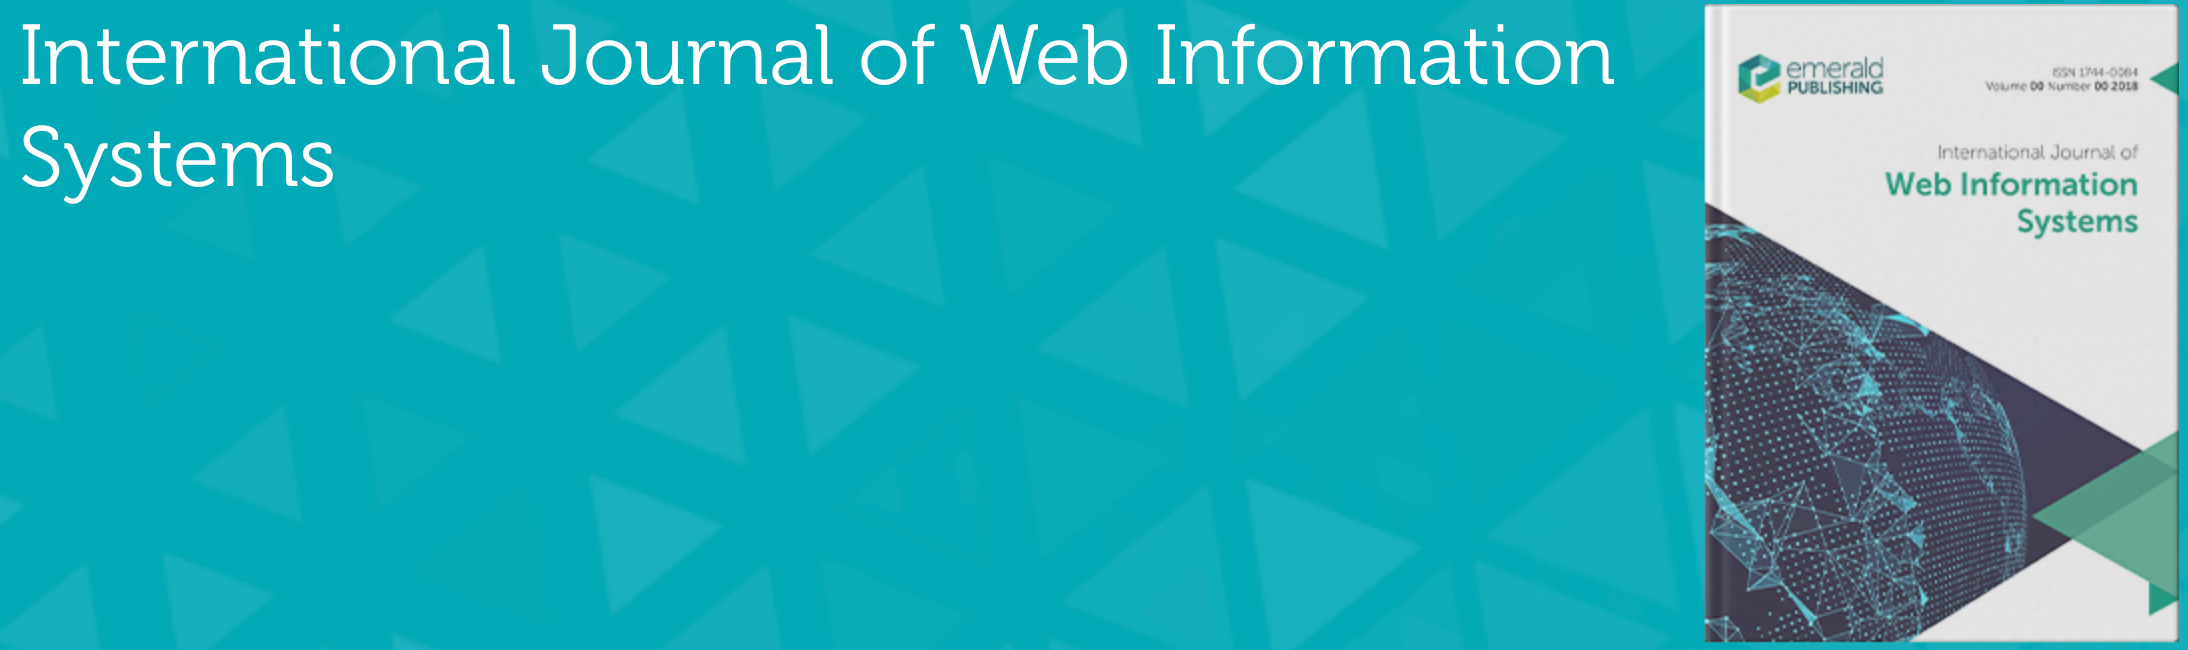 International Journal of Web Information
Systems
emerald
PUBLISHING
ISSN 1744-0084
Volume 00 Number 00 2018
International Journal of
Web Information
Systems